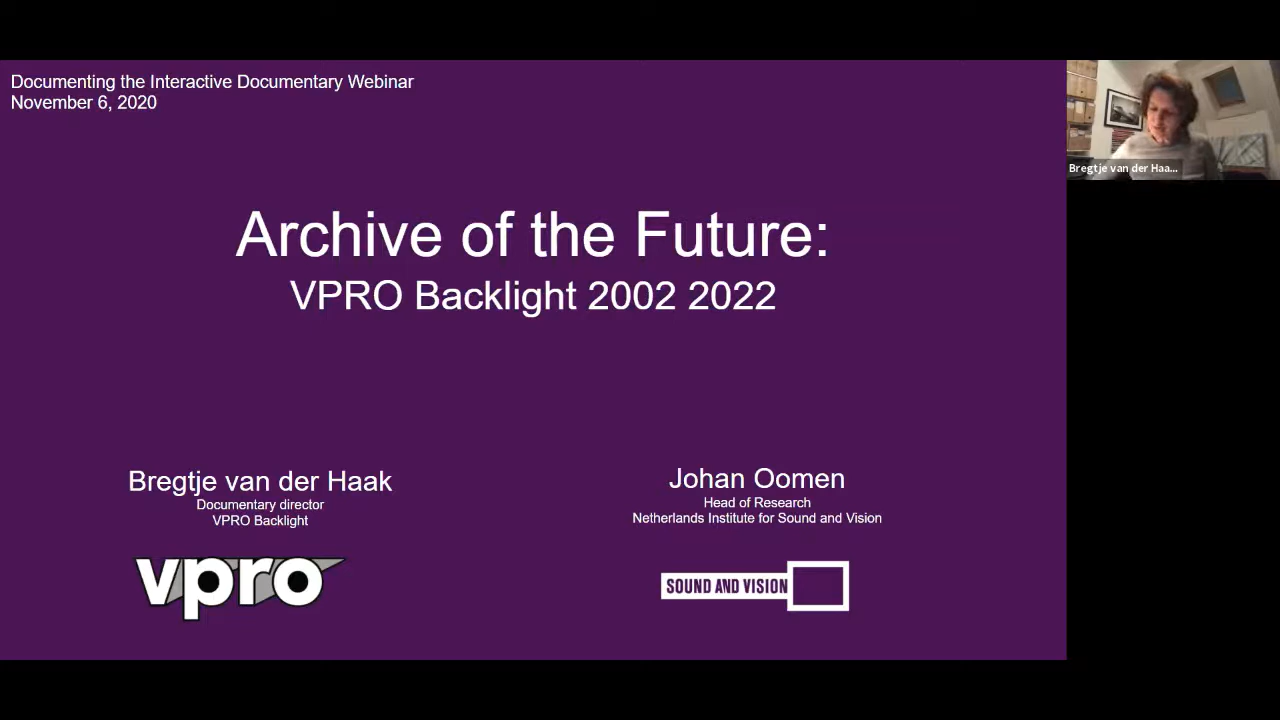 Documenting the Interactive Documentary Webinar
November 6, 2020
Bregtje van der Haa...
Archive of the Future:
VPRO Backlight 2002 2022
Bregtje van der Haak
Documentary director
VPRO Backlight
vpro
Johan Oomen
Head of Research
Netherlands Institute for Sound and Vision
SOUND AND VISION